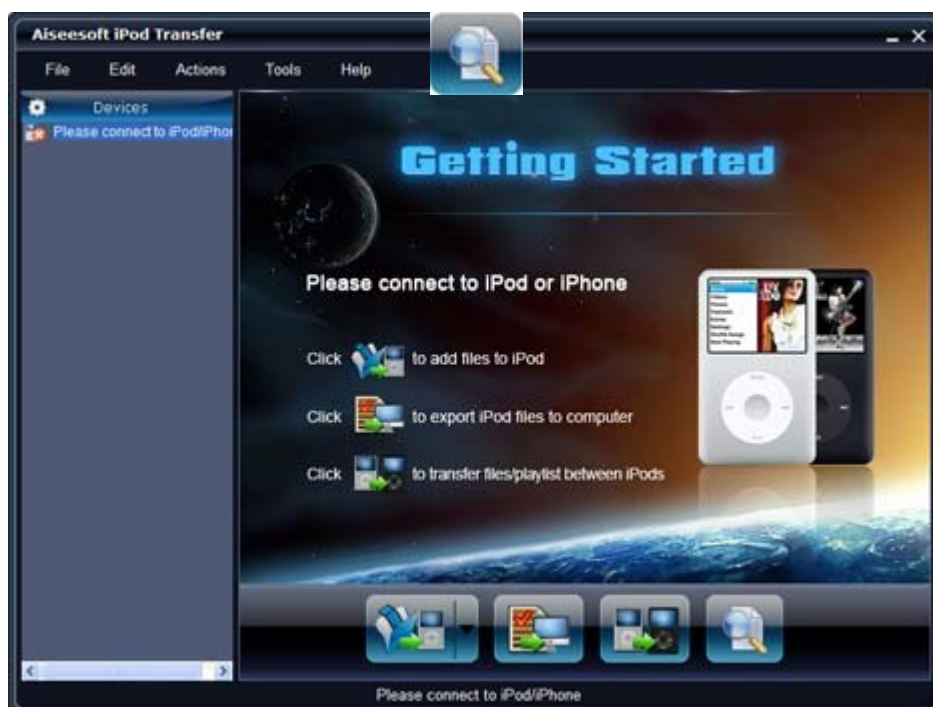 Aiseesoft iPod Transfer
File Edit Actions Tools Help
Devices
Please connect to iPod/iPhon
Getting Started
Please connect to iPod or iPhone
Click to add files to iPod
Click to export iPod files to computer
Click to transfer files/playlist between iPods
Please connect to iPod/iPhone